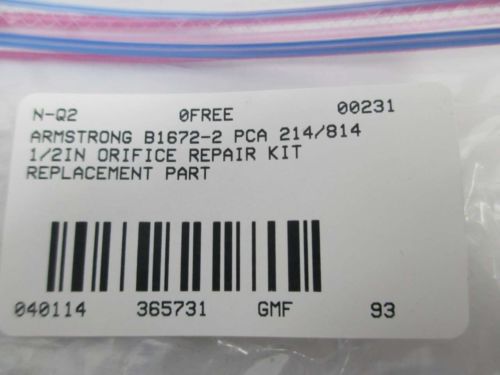 N-Q2 0FREE 00231
ARMSTRONG B1672-2 PCA 214/814
1/2IN ORIFICE REPAIR KIT
REPLACEMENT PART
040114 365731 GMF 93